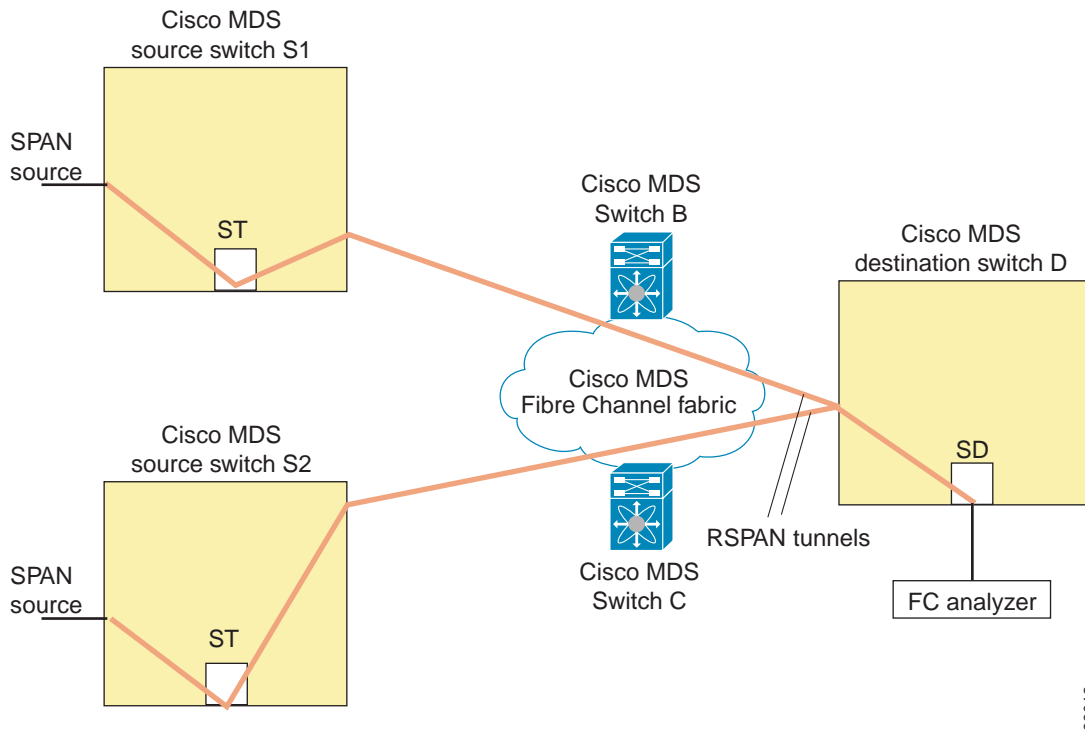 Cisco MDS
source switch S1
SPAN
source
ST
Cisco MDS
Switch B
Cisco MDS
destination switch D
Cisco MDS
Fibre Channel fabric
Cisco MDS
source switch S2
SD
RSPAN tunnels
SPAN
source
ST
Cisco MDS
Switch C
FC analyzer